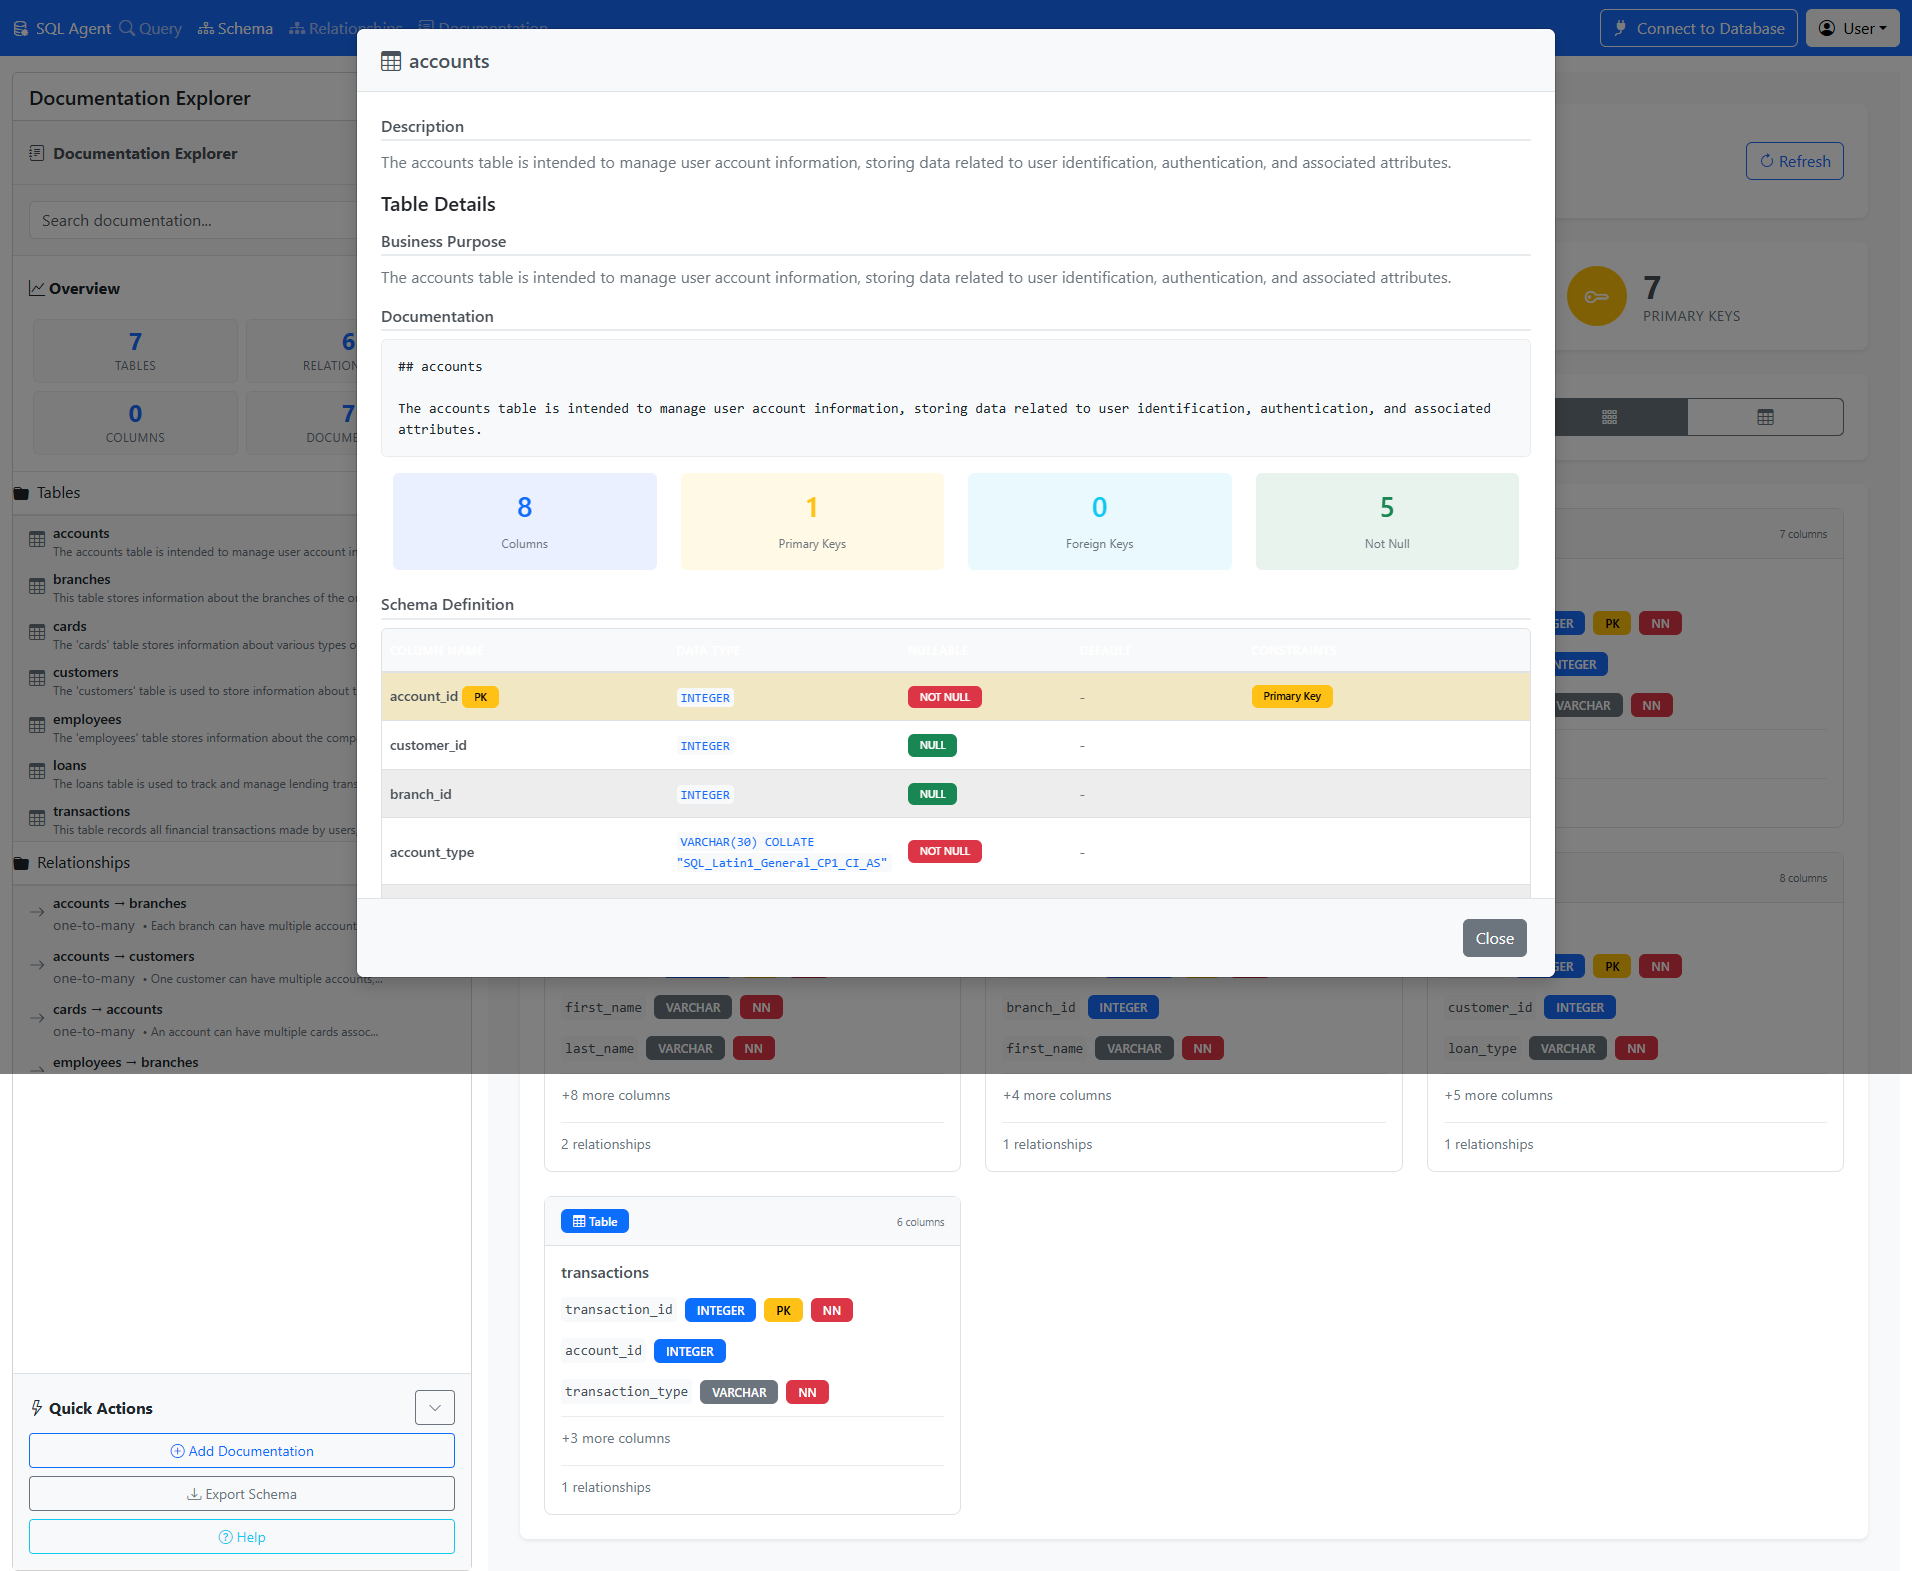 SQL Agent Query Schema Relationships Documentation Connect to Database User
accounts
Documentation Explorer
Documentation Explorer
Search documentation...
Overview
7
TABLES
6
0
COLUMNS
7
Tables
accounts
The accounts table is intended to manage user account
branches
This table stores information about the branches of the
cards
The 'cards' table stores information about various types
customers
The 'customers' table is used to store information about
employees
The 'employees' table stores information about the
loans
The loans table is used to track and manage lending
transactions
This table records all financial transactions made by users
Relationships
accounts → branches
one-to-many • Each branch can have multiple
accounts → customers
one-to-many • One customer can have multiple accounts,...
cards → accounts
one-to-many • An account can have multiple cards assoc...
employees → branches
Quick Actions
Add Documentation
Export Schema
Help
Description
The accounts table is intended to manage user account information, storing data related to user identification, authentication, and associated attributes.
Table Details
Business Purpose
The accounts table is intended to manage user account information, storing data related to user identification, authentication, and associated attributes.
Documentation
## accounts
The accounts table is intended to manage user account information, storing data related to user identification, authentication, and associated
attributes.
8
Columns
1
Primary Keys
0
Foreign Keys
5
Not Null
Schema Definition
COLUMN NAME DATA TYPE NULLABLE DEFAULT CONSTRAINTS
account_id PK INTEGER NOT NULL - Primary Key
customer_id INTEGER NULL -
branch_id INTEGER NULL -
account_type VARCHAR(30) COLLATE
"SQL_Latin1_General_CP1_CI_AS" NOT NULL -
Close
Refresh
7
PRIMARY KEYS
7 columns
PK NN
VARCHAR NN
8 columns
PK NN
first_name VARCHAR NN
last_name VARCHAR NN
+8 more columns
2 relationships
branch_id INTEGER
first_name VARCHAR NN
+4 more columns
1 relationships
customer_id INTEGER
loan_type VARCHAR NN
+5 more columns
1 relationships
Table 6 columns
transactions
transaction_id INTEGER PK NN
account_id INTEGER
transaction_type VARCHAR NN
+3 more columns
1 relationships